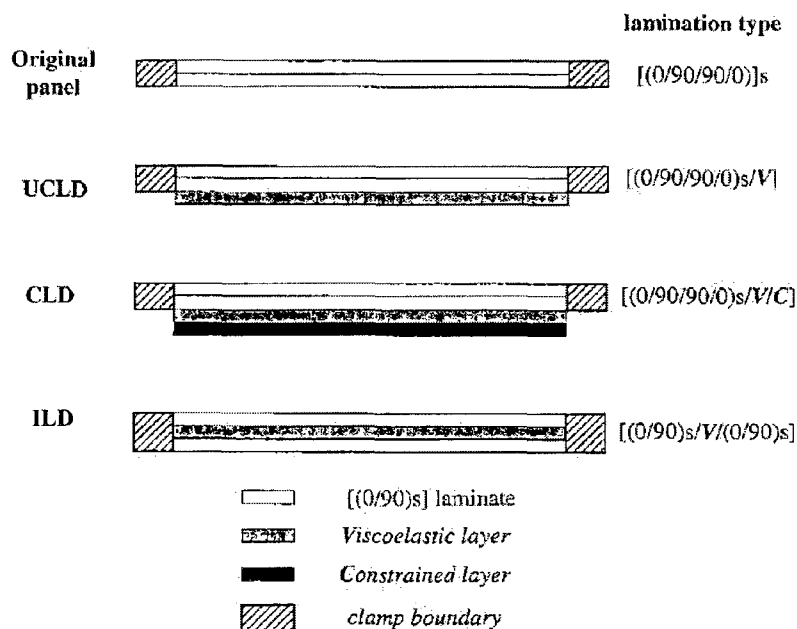 lamination type
Original
panel
[(0/90/90/0)]s
UCLD
[(0/90/90/0)s/V]
CLD
[(0/90/90/0)s/V/C]
ILD
[(0/90)s/V/(0/90)s]
[(0/90)s] laminate
Viscoelastic layer
Constrained layer
clamp boundary